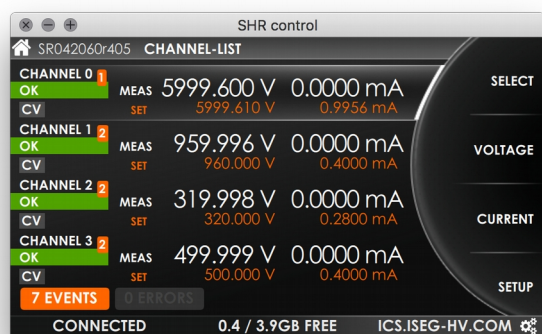 SHR control
SR042060r405 CHANNEL-LIST
CHANNEL 0 1
OK
CV
MEAS 5999.600 V 0.0000 mA
SET 5999.610 V 0.9956 mA
CHANNEL 1 2
OK
CV
MEAS 959.996 V 0.0000 mA
SET 960.000 V 0.4000 mA
CHANNEL 2 2
OK
CV
MEAS 319.998 V 0.0000 mA
SET 320.000 V 0.2800 mA
CHANNEL 3 2
OK
CV
MEAS 499.999 V 0.0000 mA
SET 500.000 V 0.4000 mA
SELECT
VOLTAGE
CURRENT
SETUP
7 EVENTS 0 ERRORS
CONNECTED 0.4 / 3.9GB FREE ICS.ISEG-HV.COM